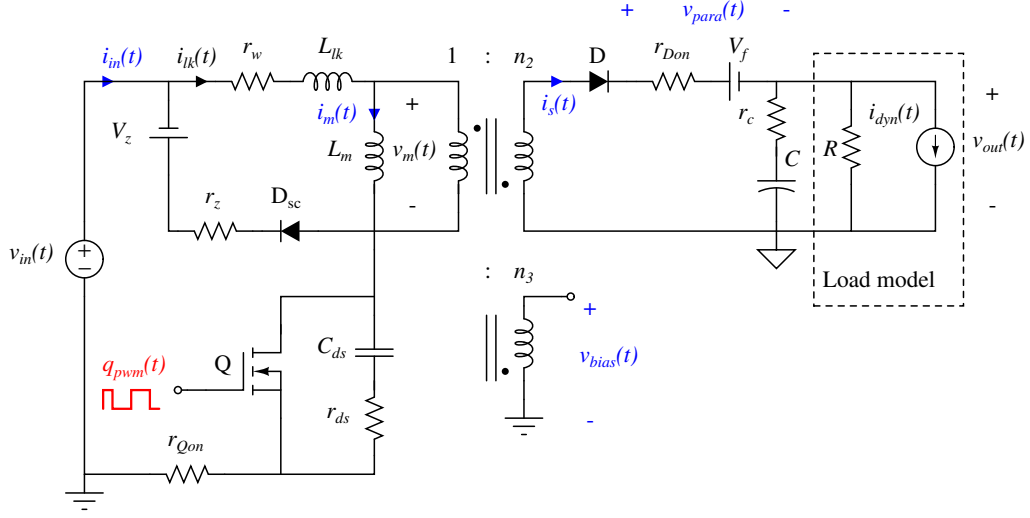 + v_para(t) -
i_in(t) i_lk(t) r_w L_lk 1 : n_2 D r_Don V_f
i_m(t) + i_s(t) r_c i_dyn(t) +
V_z L_m v_m(t) C R v_out(t)
r_z D_sc - -
v_in(t) + −
: n_3 Load model
+
q_pwm(t) Q C_ds v_bias(t)
r_ds -
r_Qon